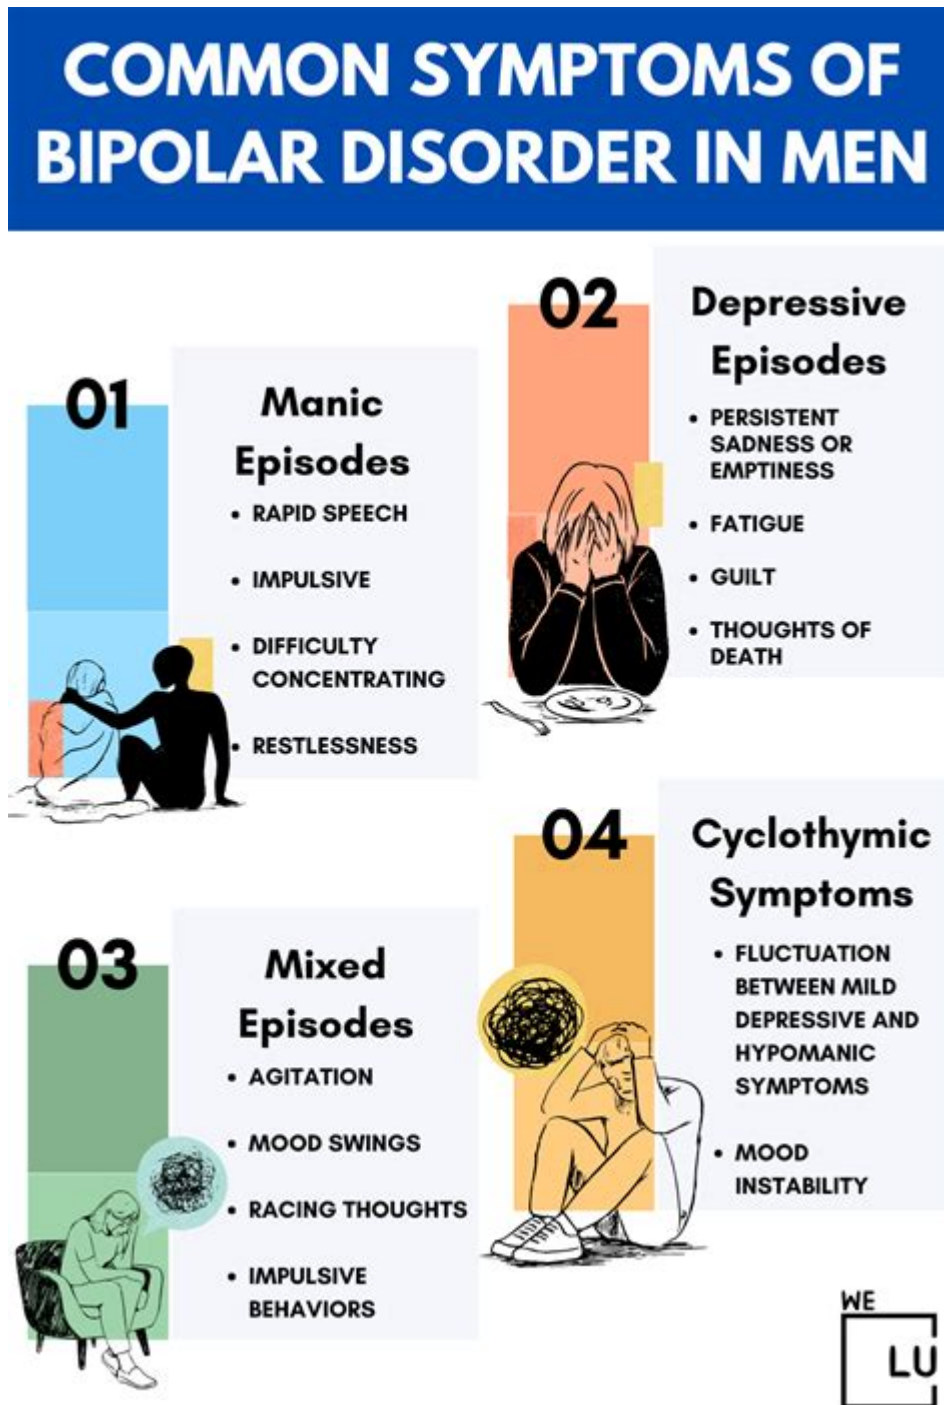 COMMON SYMPTOMS OF
BIPOLAR DISORDER IN MEN
01
Manic
Episodes
• RAPID SPEECH
• IMPULSIVE
• DIFFICULTY
CONCENTRATING
• RESTLESSNESS
02
Depressive
Episodes
• PERSISTENT
SADNESS OR
EMPTINESS
• FATIGUE
• GUILT
• THOUGHTS OF
DEATH
03
Mixed
Episodes
• AGITATION
• MOOD SWINGS
• RACING THOUGHTS
• IMPULSIVE
BEHAVIORS
04
Cyclothymic
Symptoms
• FLUCTUATION
BETWEEN MILD
DEPRESSIVE AND
HYPOMANIC
SYMPTOMS
• MOOD
INSTABILITY
WE
LU